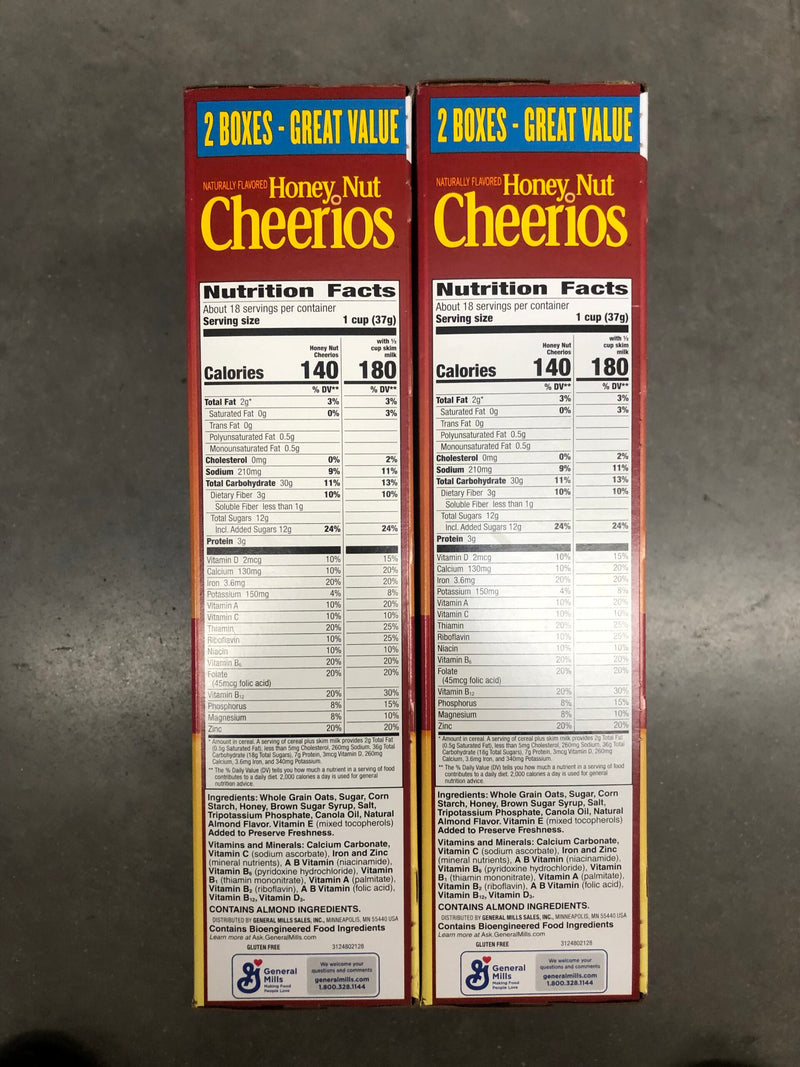 2 BOXES - GREAT VALUE
NATURALLY FLAVORED Honey Nut
Cheerios
Nutrition Facts
About 18 servings per container
Serving size 1 cup (37g)
Honey Nut Cheerios with ½ cup skim milk
Calories 140 180
% DV** % DV**
Total Fat 2g* 3% 3%
Saturated Fat 0g 0% 3%
Trans Fat 0g
Polyunsaturated Fat 0.5g
Monounsaturated Fat 0.5g
Cholesterol 0mg 0% 2%
Sodium 210mg 9% 11%
Total Carbohydrate 30g 11% 13%
Dietary Fiber 3g 10% 10%
Soluble Fiber less than 1g
Total Sugars 12g
Incl. Added Sugars 12g 24% 24%
Protein 3g
Vitamin D 2mcg 10% 15%
Calcium 130mg 10% 20%
Iron 3.6mg 20% 20%
Potassium 150mg 4% 8%
Vitamin A 10% 20%
Vitamin C 10% 10%
Thiamin 20% 25%
Riboflavin 10% 25%
Niacin 10% 10%
Vitamin B₆ 20% 20%
Folate 20% 20%
(45mcg folic acid)
Vitamin B₁₂ 20% 30%
Phosphorus 8% 15%
Magnesium 8% 10%
Zinc 20% 20%
* Amount in cereal. A serving of cereal plus skim milk provides 2g Total Fat
(0.5g Saturated Fat), less than 5mg Cholesterol, 260mg Sodium, 36g Total
Carbohydrate (18g Total Sugars), 7g Protein, 3mcg Vitamin D, 260mg
Calcium, 3.6mg Iron, and 340mg Potassium.
** The % Daily Value (DV) tells you how much a nutrient in a serving of food
contributes to a daily diet. 2,000 calories a day is used for general
nutrition advice.
Ingredients: Whole Grain Oats, Sugar, Corn
Starch, Honey, Brown Sugar Syrup, Salt,
Tripotassium Phosphate, Canola Oil, Natural
Almond Flavor. Vitamin E (mixed tocopherols)
Added to Preserve Freshness.
Vitamins and Minerals: Calcium Carbonate,
Vitamin C (sodium ascorbate), Iron and Zinc
(mineral nutrients), A B Vitamin (niacinamide),
Vitamin B₆ (pyridoxine hydrochloride), Vitamin
B₁ (thiamin mononitrate), Vitamin A (palmitate),
Vitamin B₂ (riboflavin), A B Vitamin (folic acid),
Vitamin B₁₂, Vitamin D₃.
CONTAINS ALMOND INGREDIENTS.
DISTRIBUTED BY GENERAL MILLS SALES, INC., MINNEAPOLIS, MN 55440 USA
Contains Bioengineered Food Ingredients
Learn more at Ask.GeneralMills.com
GLUTEN FREE 3124802128
General
Mills
Making Food
People Love
We welcome your
questions and comments
generalmills.com
1.800.328.1144
2 BOXES - GREAT VALUE
NATURALLY FLAVORED Honey Nut
Cheerios
Nutrition Facts
About 18 servings per container
Serving size 1 cup (37g)
Honey Nut Cheerios with ½ cup skim milk
Calories 140 180
% DV** % DV**
Total Fat 2g* 3% 3%
Saturated Fat 0g 0% 3%
Trans Fat 0g
Polyunsaturated Fat 0.5g
Monounsaturated Fat 0.5g
Cholesterol 0mg 0% 2%
Sodium 210mg 9% 11%
Total Carbohydrate 30g 11% 13%
Dietary Fiber 3g 10% 10%
Soluble Fiber less than 1g
Total Sugars 12g
Incl. Added Sugars 12g 24% 24%
Protein 3g
Vitamin D 2mcg 10% 15%
Calcium 130mg 10% 20%
Iron 3.6mg 20% 20%
Potassium 150mg 4% 8%
Vitamin A 10% 20%
Vitamin C 10% 10%
Thiamin 20% 25%
Riboflavin 10% 25%
Niacin 10% 10%
Vitamin B₆ 20% 20%
Folate 20% 20%
(45mcg folic acid)
Vitamin B₁₂ 20% 30%
Phosphorus 8% 15%
Magnesium 8% 10%
Zinc 20% 20%
* Amount in cereal. A serving of cereal plus skim milk provides 2g Total Fat
(0.5g Saturated Fat), less than 5mg Cholesterol, 260mg Sodium, 36g Total
Carbohydrate (18g Total Sugars), 7g Protein, 3mcg Vitamin D, 260mg
Calcium, 3.6mg Iron, and 340mg Potassium.
** The % Daily Value (DV) tells you how much a nutrient in a serving of food
contributes to a daily diet. 2,000 calories a day is used for general
nutrition advice.
Ingredients: Whole Grain Oats, Sugar, Corn
Starch, Honey, Brown Sugar Syrup, Salt,
Tripotassium Phosphate, Canola Oil, Natural
Almond Flavor. Vitamin E (mixed tocopherols)
Added to Preserve Freshness.
Vitamins and Minerals: Calcium Carbonate,
Vitamin C (sodium ascorbate), Iron and Zinc
(mineral nutrients), A B Vitamin (niacinamide),
Vitamin B₆ (pyridoxine hydrochloride), Vitamin
B₁ (thiamin mononitrate), Vitamin A (palmitate),
Vitamin B₂ (riboflavin), A B Vitamin (folic acid),
Vitamin B₁₂, Vitamin D₃.
CONTAINS ALMOND INGREDIENTS.
DISTRIBUTED BY GENERAL MILLS SALES, INC., MINNEAPOLIS, MN 55440 USA
Contains Bioengineered Food Ingredients
Learn more at Ask.GeneralMills.com
GLUTEN FREE 3124802128
General
Mills
Making Food
People Love
We welcome your
questions and comments
generalmills.com
1.800.328.1144